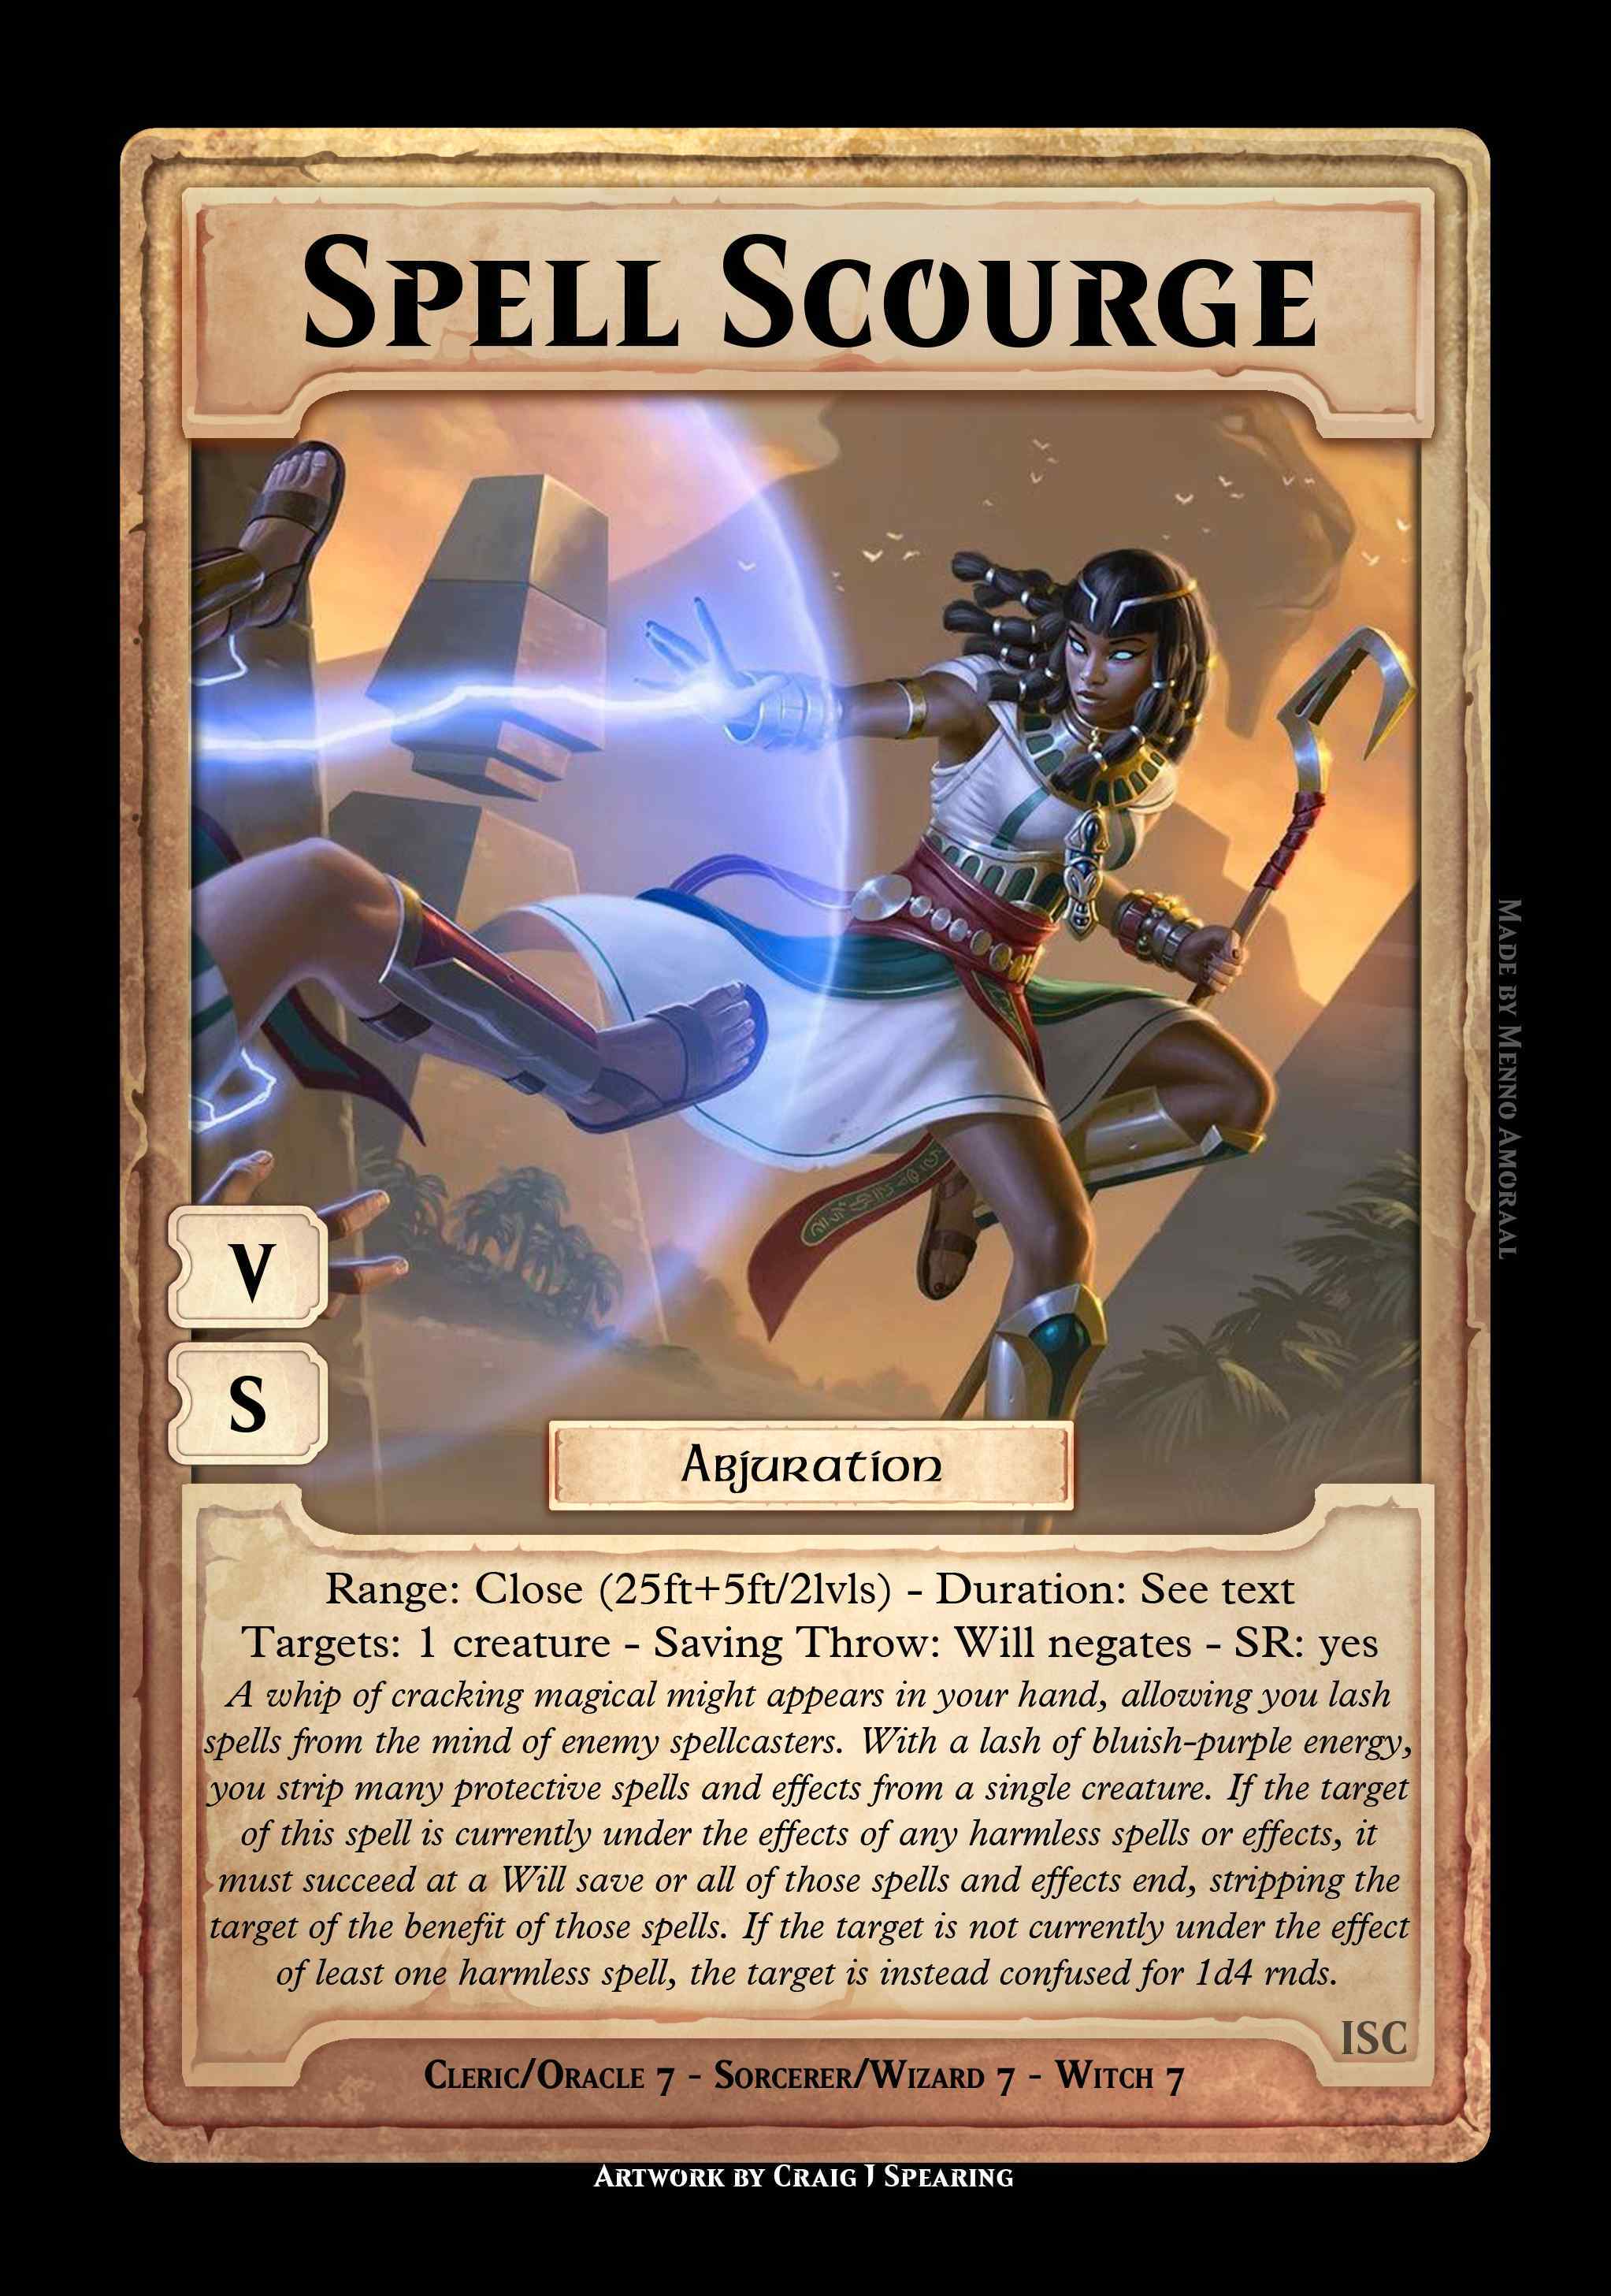 Spell Scourge
V
S
Abjuration
Range: Close (25ft+5ft/2lvls) - Duration: See text
Targets: 1 creature - Saving Throw: Will negates - SR: yes
A whip of cracking magical might appears in your hand, allowing you lash
spells from the mind of enemy spellcasters. With a lash of bluish-purple energy,
you strip many protective spells and effects from a single creature. If the target
of this spell is currently under the effects of any harmless spells or effects, it
must succeed at a Will save or all of those spells and effects end, stripping the
target of the benefit of those spells. If the target is not currently under the effect
of least one harmless spell, the target is instead confused for 1d4 rnds.
ISC
Cleric/Oracle 7 - Sorcerer/Wizard 7 - Witch 7
Artwork by Craig J Spearing
Made by Menno Amoraal